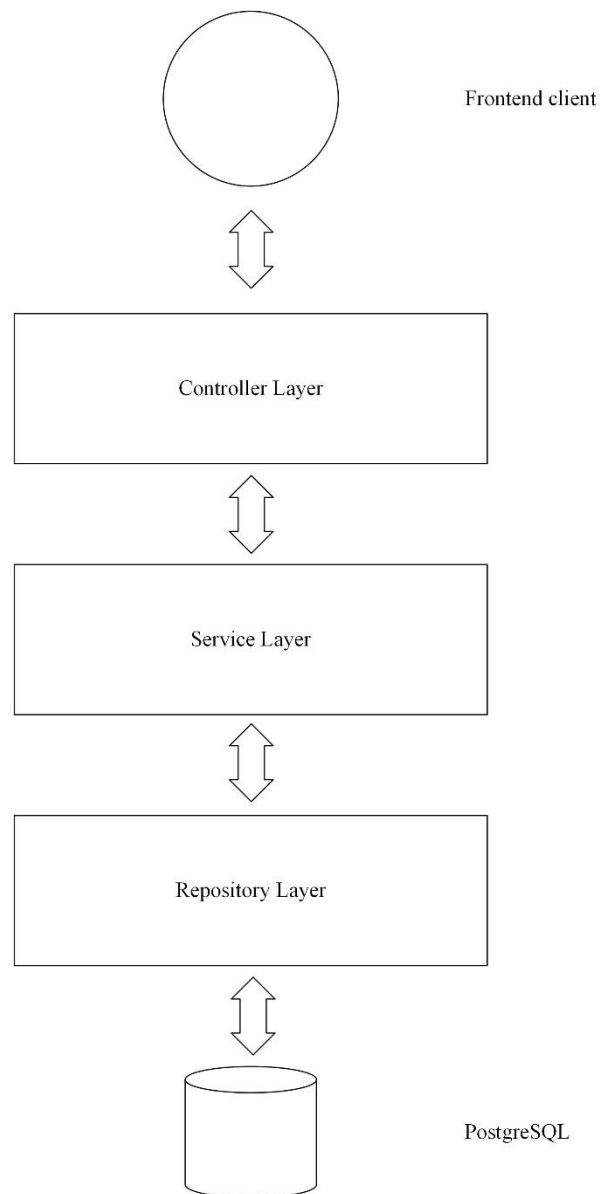 Frontend client
Controller Layer
Service Layer
Repository Layer
PostgreSQL